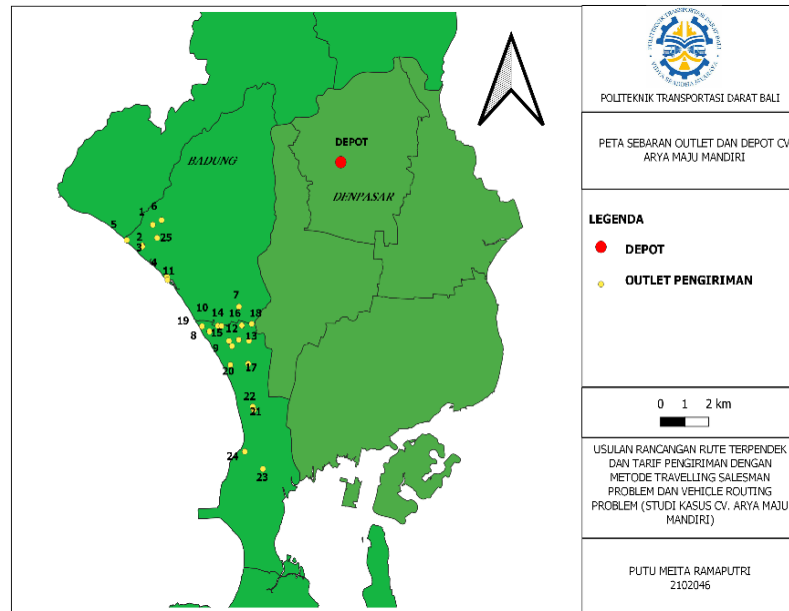 DEPOT
BADUNG
DENPASAR
1
6
5
2
25
3
4
11
7
10
14
16
18
19
8
15
12
13
9
20
17
22
21
24
23
POLITEKNIK TRANSPORTASI DARAT BALI
PETA SEBARAN OUTLET DAN DEPOT CV
ARYA MAJU MANDIRI
LEGENDA
DEPOT
OUTLET PENGIRIMAN
0 1 2 km
USULAN RANCANGAN RUTE TERPENDEK
DAN TARIF PENGIRIMAN DENGAN
METODE TRAVELLING SALESMAN
PROBLEM DAN VEHICLE ROUTING
PROBLEM (STUDI KASUS CV. ARYA MAJU
MANDIRI)
PUTU MEITA RAMAPUTRI
2102046